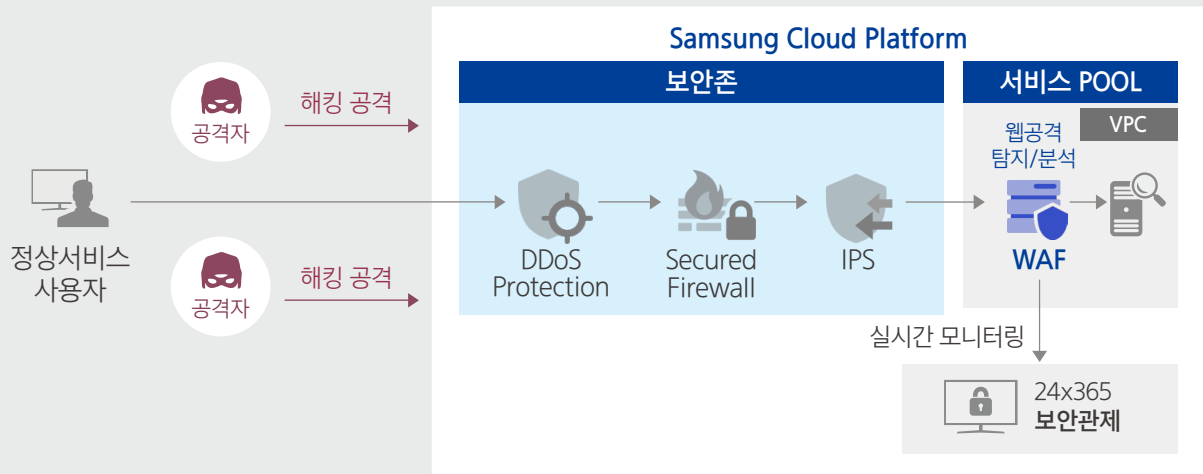 Samsung Cloud Platform
보안존
서비스 POOL
공격자
해킹 공격
웹공격
탐지/분석
VPC
정상서비스
사용자
DDoS
Protection
Secured
Firewall
IPS
WAF
공격자
해킹 공격
실시간 모니터링
24x365
보안관제